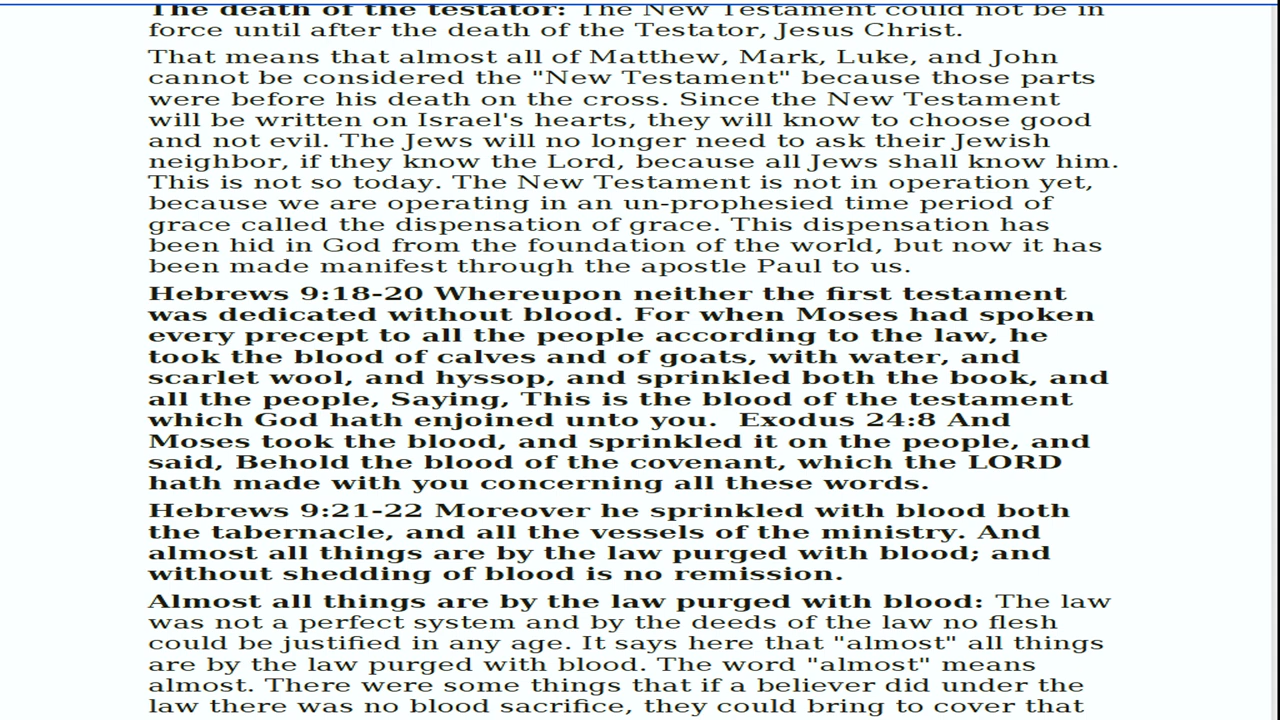 The death of the testator: The New Testament could not be in
force until after the death of the Testator, Jesus Christ.
That means that almost all of Matthew, Mark, Luke, and John
cannot be considered the "New Testament" because those parts
were before his death on the cross. Since the New Testament
will be written on Israel's hearts, they will know to choose good
and not evil. The Jews will no longer need to ask their Jewish
neighbor, if they know the Lord, because all Jews shall know him.
This is not so today. The New Testament is not in operation yet,
because we are operating in an un-prophesied time period of
grace called the dispensation of grace. This dispensation has
been hid in God from the foundation of the world, but now it has
been made manifest through the apostle Paul to us.
Hebrews 9:18-20 Whereupon neither the first testament
was dedicated without blood. For when Moses had spoken
every precept to all the people according to the law, he
took the blood of calves and of goats, with water, and
scarlet wool, and hyssop, and sprinkled both the book, and
all the people, Saying, This is the blood of the testament
which God hath enjoined unto you.  Exodus 24:8 And
Moses took the blood, and sprinkled it on the people, and
said, Behold the blood of the covenant, which the LORD
hath made with you concerning all these words.
Hebrews 9:21-22 Moreover he sprinkled with blood both
the tabernacle, and all the vessels of the ministry. And
almost all things are by the law purged with blood; and
without shedding of blood is no remission.
Almost all things are by the law purged with blood: The law
was not a perfect system and by the deeds of the law no flesh
could be justified in any age. It says here that "almost" all things
are by the law purged with blood. The word "almost" means
almost. There were some things that if a believer did under the
law there was no blood sacrifice, they could bring to cover that